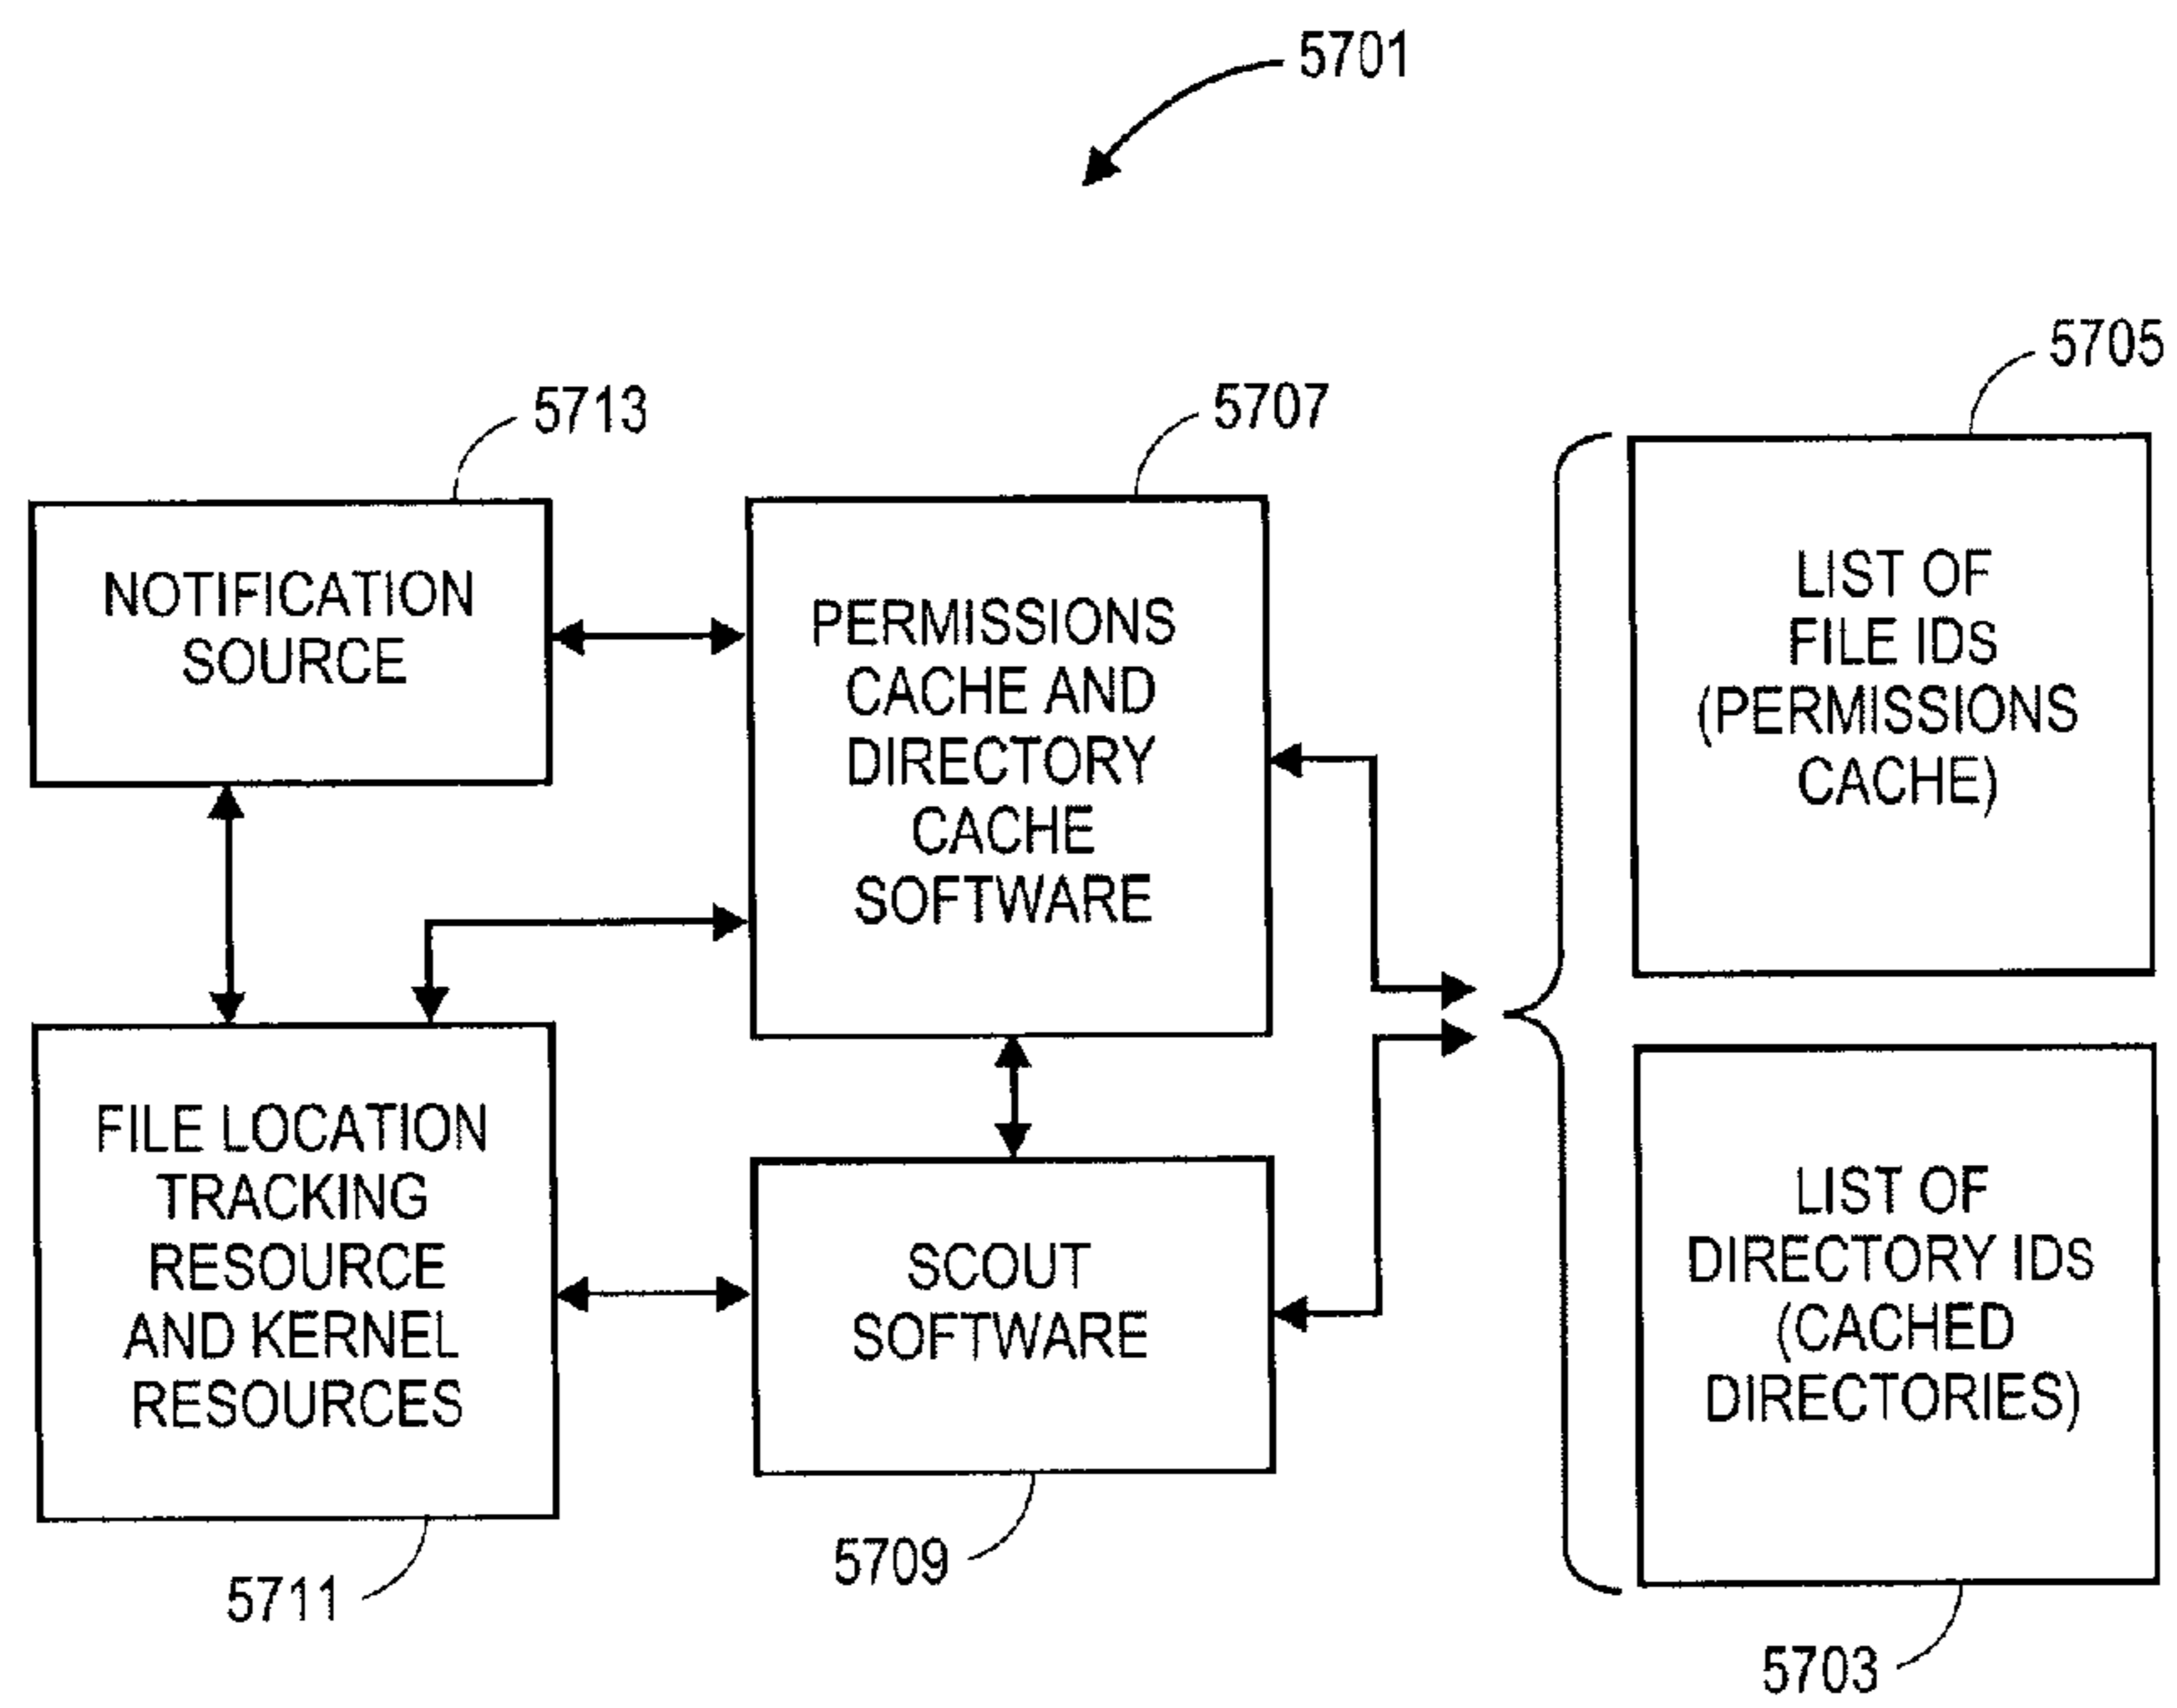 5701
5705
5713
5707
NOTIFICATION
SOURCE
PERMISSIONS
CACHE AND
DIRECTORY
CACHE
SOFTWARE
LIST OF
FILE IDS
(PERMISSIONS
CACHE)
FILE LOCATION
TRACKING
RESOURCE
AND KERNEL
RESOURCES
SCOUT
SOFTWARE
LIST OF
DIRECTORY IDS
(CACHED
DIRECTORIES)
5711
5709
5703